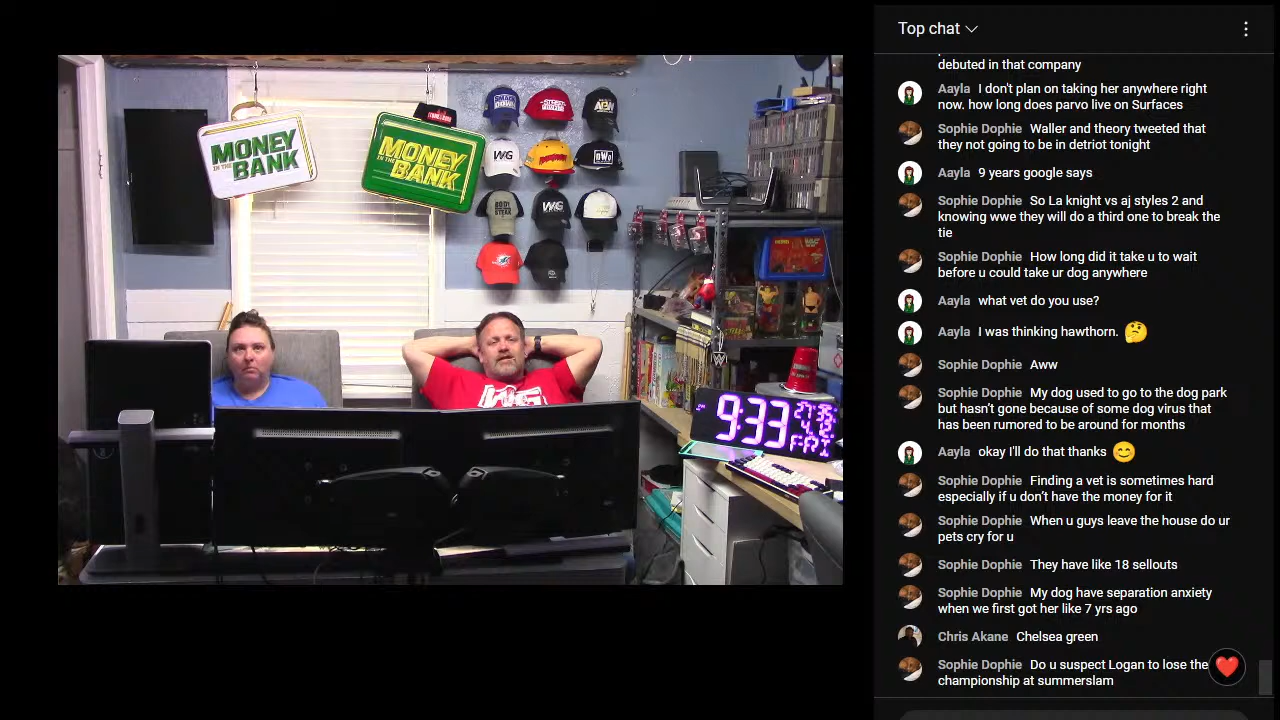 Top chat
debuted in that company
Aayla I don't plan on taking her anywhere right
now. how long does parvo live on Surfaces
Sophie Dophie Waller and theory tweeted that
they not going to be in detriot tonight
Aayla 9 years google says
Sophie Dophie So La knight vs aj styles 2 and
knowing wwe they will do a third one to break the
tie
Sophie Dophie How long did it take u to wait
before u could take ur dog anywhere
Aayla what vet do you use?
Aayla I was thinking hawthorn. 🤔
Sophie Dophie Aww
Sophie Dophie My dog used to go to the dog park
but hasn't gone because of some dog virus that
has been rumored to be around for months
Aayla okay I'll do that thanks 😊
Sophie Dophie Finding a vet is sometimes hard
especially if u don't have the money for it
Sophie Dophie When u guys leave the house do ur
pets cry for u
Sophie Dophie They have like 18 sellouts
Sophie Dophie My dog have separation anxiety
when we first got her like 7 yrs ago
Chris Akane Chelsea green
Sophie Dophie Do u suspect Logan to lose the
championship at summerslam
MONEY
IN THE BANK
MONEY
IN THE BANK
WG
nWo
BODY
WG
9:33
FRI